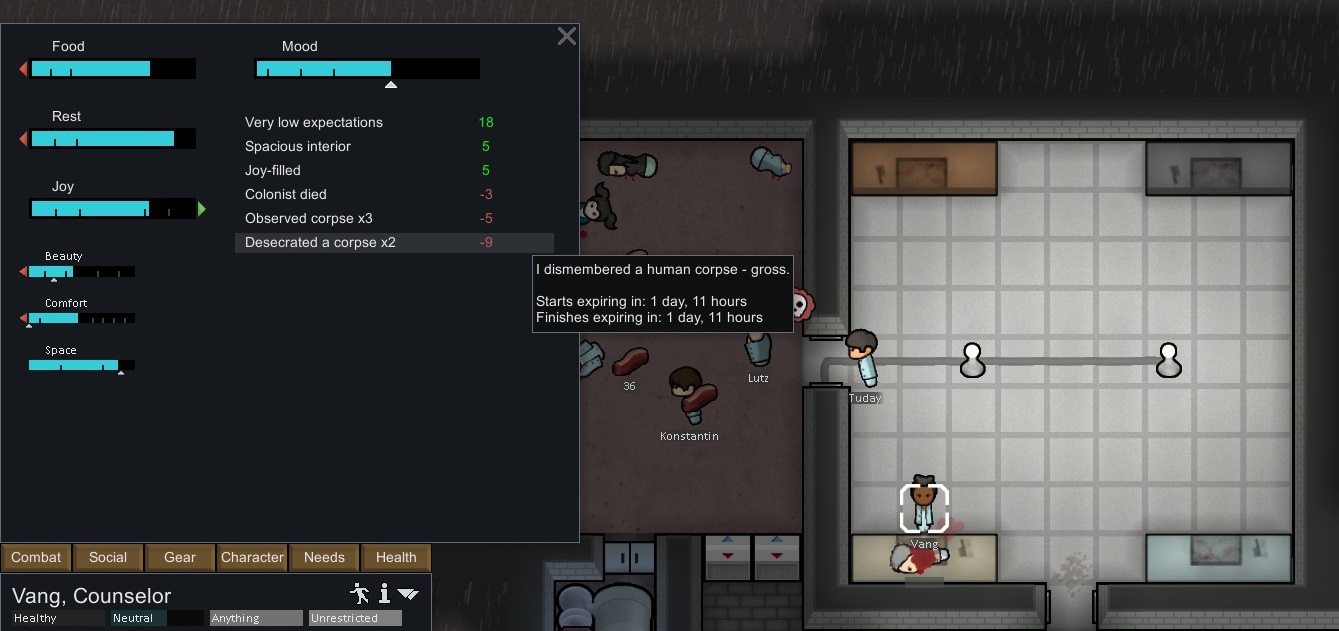 Food
Mood
Rest
Joy
Beauty
Comfort
Space
Very low expectations 18
Spacious interior 5
Joy-filled 5
Colonist died -3
Observed corpse x3 -5
Desecrated a corpse x2 -9
I dismembered a human corpse - gross.
Starts expiring in: 1 day, 11 hours
Finishes expiring in: 1 day, 11 hours
36
Lutz
Konstantin
Tuday
Vang
Combat Social Gear Character Needs Health
Vang, Counselor
Healthy Neutral Anything Unrestricted